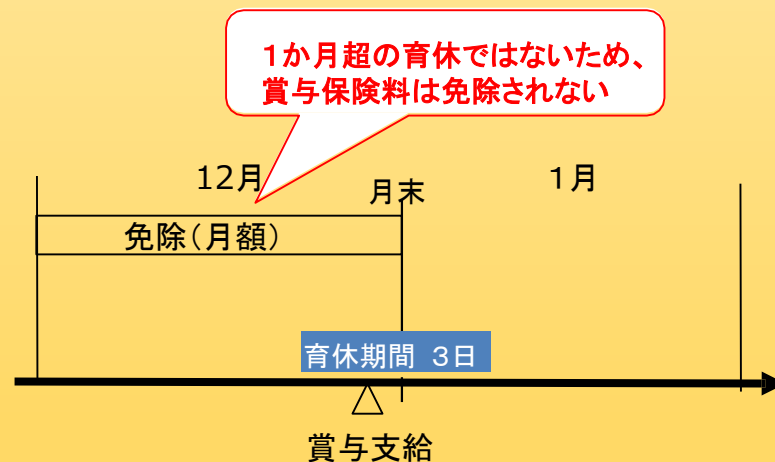 １か月超の育休ではないため、
賞与保険料は免除されない
12月
月末
１月
免除（月額）
育休期間 ３日
賞与支給